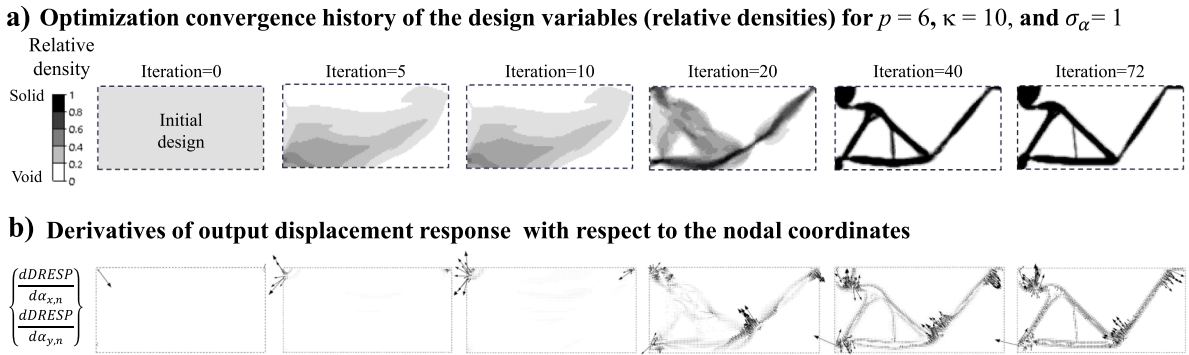 a) Optimization convergence history of the design variables (relative densities) for p = 6, κ = 10, and σα= 1
Relative
density
Iteration=0
Iteration=5
Iteration=10
Iteration=20
Iteration=40
Iteration=72
Solid
1
0.8
0.6
0.4
0.2
0
Void
Initial
design
b) Derivatives of output displacement response with respect to the nodal coordinates
dDRESP
dαx,n
dDRESP
dαy,n